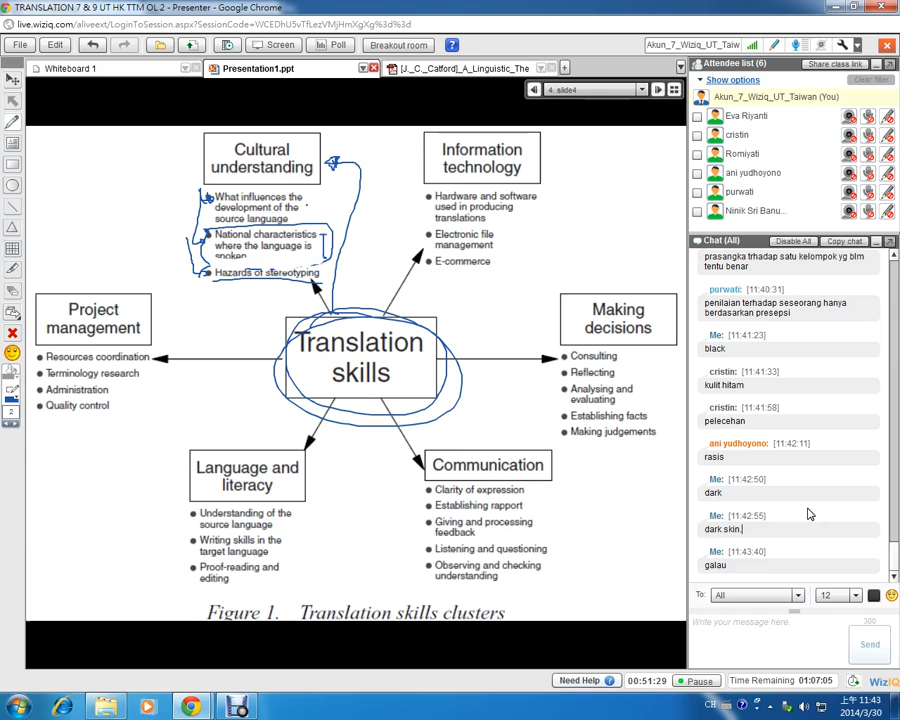 TRANSLATION 7 & 9 UT HK TTM OL 2 - Presenter - Google Chrome
live.wiziq.com/aliveext/LoginToSession.aspx?SessionCode=WCEDhU5vTfLezVMjHmXgXg%3d%3d
File Edit Screen Poll Breakout room Akun_7_Wiziq_UT_Taiw
Whiteboard 1 Presentation1.ppt [J._C._Catford]_A_Linguistic_The
Attendee list (6) Share class link
4. slide4
Show options Clear filter
Akun_7_Wiziq_UT_Taiwan (You)
Eva Riyanti
cristin
Romiyati
ani yudhoyono
purwati
Ninik Sri Banu...
Cultural
understanding
What influences the
development of the
source language
National characteristics
where the language is
spoken
Hazards of stereotyping
Information
technology
Hardware and software
used in producing
translations
Electronic file
management
E-commerce
Project
management
Resources coordination
Terminology research
Administration
Quality control
Translation
skills
Making
decisions
Consulting
Reflecting
Analysing and
evaluating
Establishing facts
Making judgements
Language and
literacy
Understanding of the
source language
Writing skills in the
target language
Proof-reading and
editing
Communication
Clarity of expression
Establishing rapport
Giving and processing
feedback
Listening and questioning
Observing and checking
understanding
Figure 1. Translation skills clusters
2
Chat (All) Disable All Copy chat
prasangka trhadap satu kelompok yg blm
tentu benar
purwati: [11:40:31]
penilaian terhadap seseorang hanya
berdasarkan presepsi
Me: [11:41:23]
black
cristin: [11:41:33]
kulit hitam
cristin: [11:41:58]
pelecehan
ani yudhoyono: [11:42:11]
rasis
Me: [11:42:50]
dark
Me: [11:42:55]
dark skin.
Me: [11:43:40]
galau
To: All 12
Write your message here. 300
Send
Need Help ? 00:51:29 Pause Time Remaining 01:07:05 WizIQ
CH 上午 11:43
2014/3/30